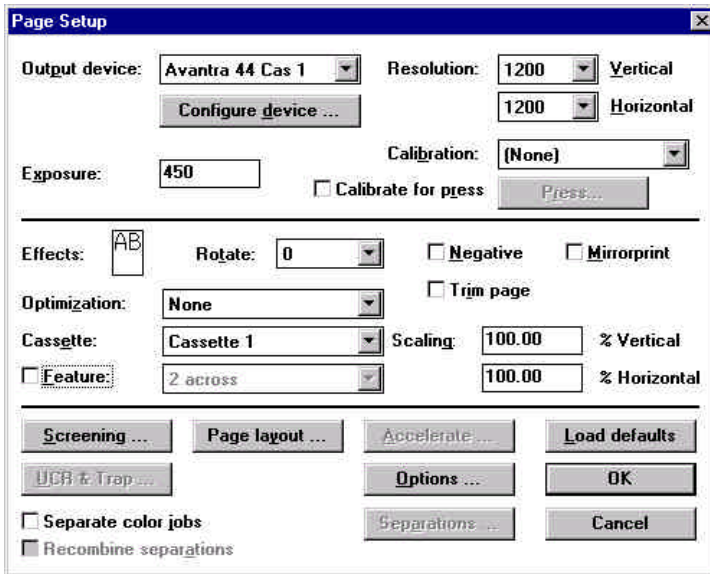 Page Setup
Output device: Avantra 44 Cas 1 Resolution: 1200 Vertical
Configure device ... 1200 Horizontal
Calibration: (None)
Exposure: 450 Calibrate for press Press...
Effects: AB Rotate: 0 Negative Mirrorprint
Trim page
Optimization: None
Cassette: Cassette 1 Scaling: 100.00 % Vertical
Feature: 2 across 100.00 % Horizontal
Screening ... Page layout ... Accelerate ... Load defaults
UCR & Trap ... Options ... OK
Separate color jobs Separations ... Cancel
Recombine separations